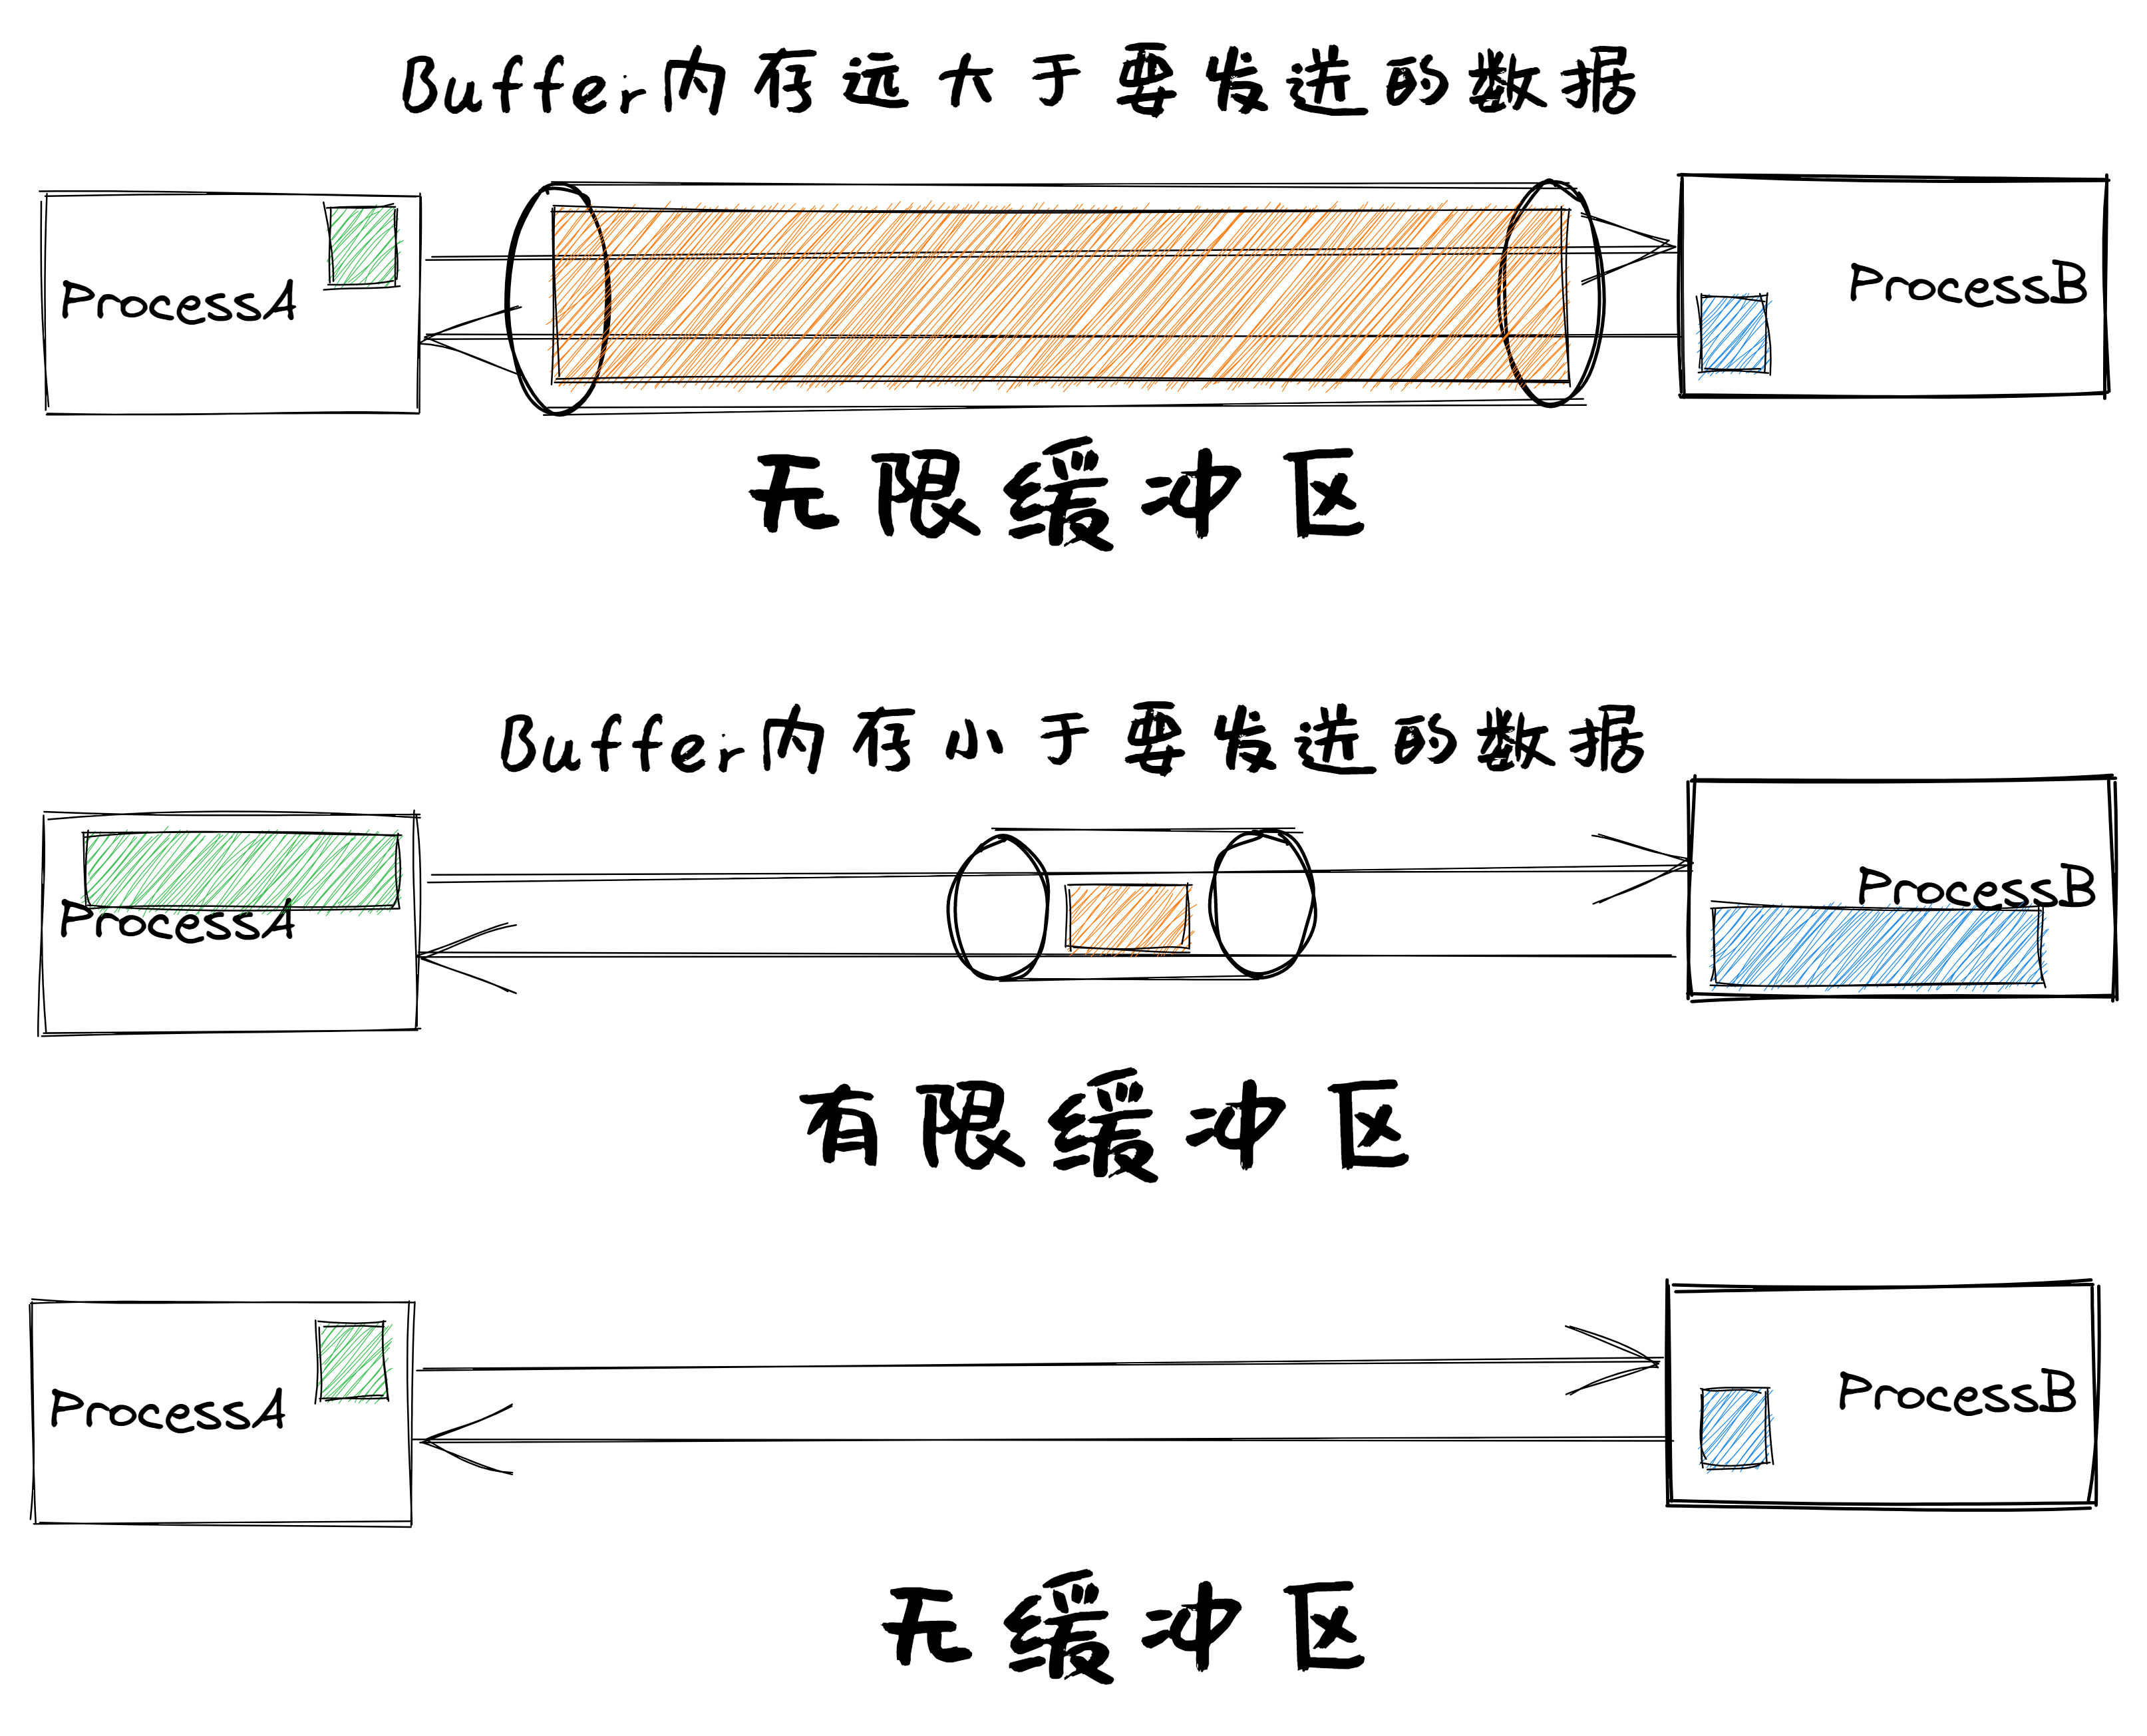 Buffer内存远大于要发进的数据
ProcessA
ProcessB
无限缓冲区
Buffer内存小于要发进的数据
ProcessA
ProcessB
有限缓冲区
ProcessA
ProcessB
无缓冲区